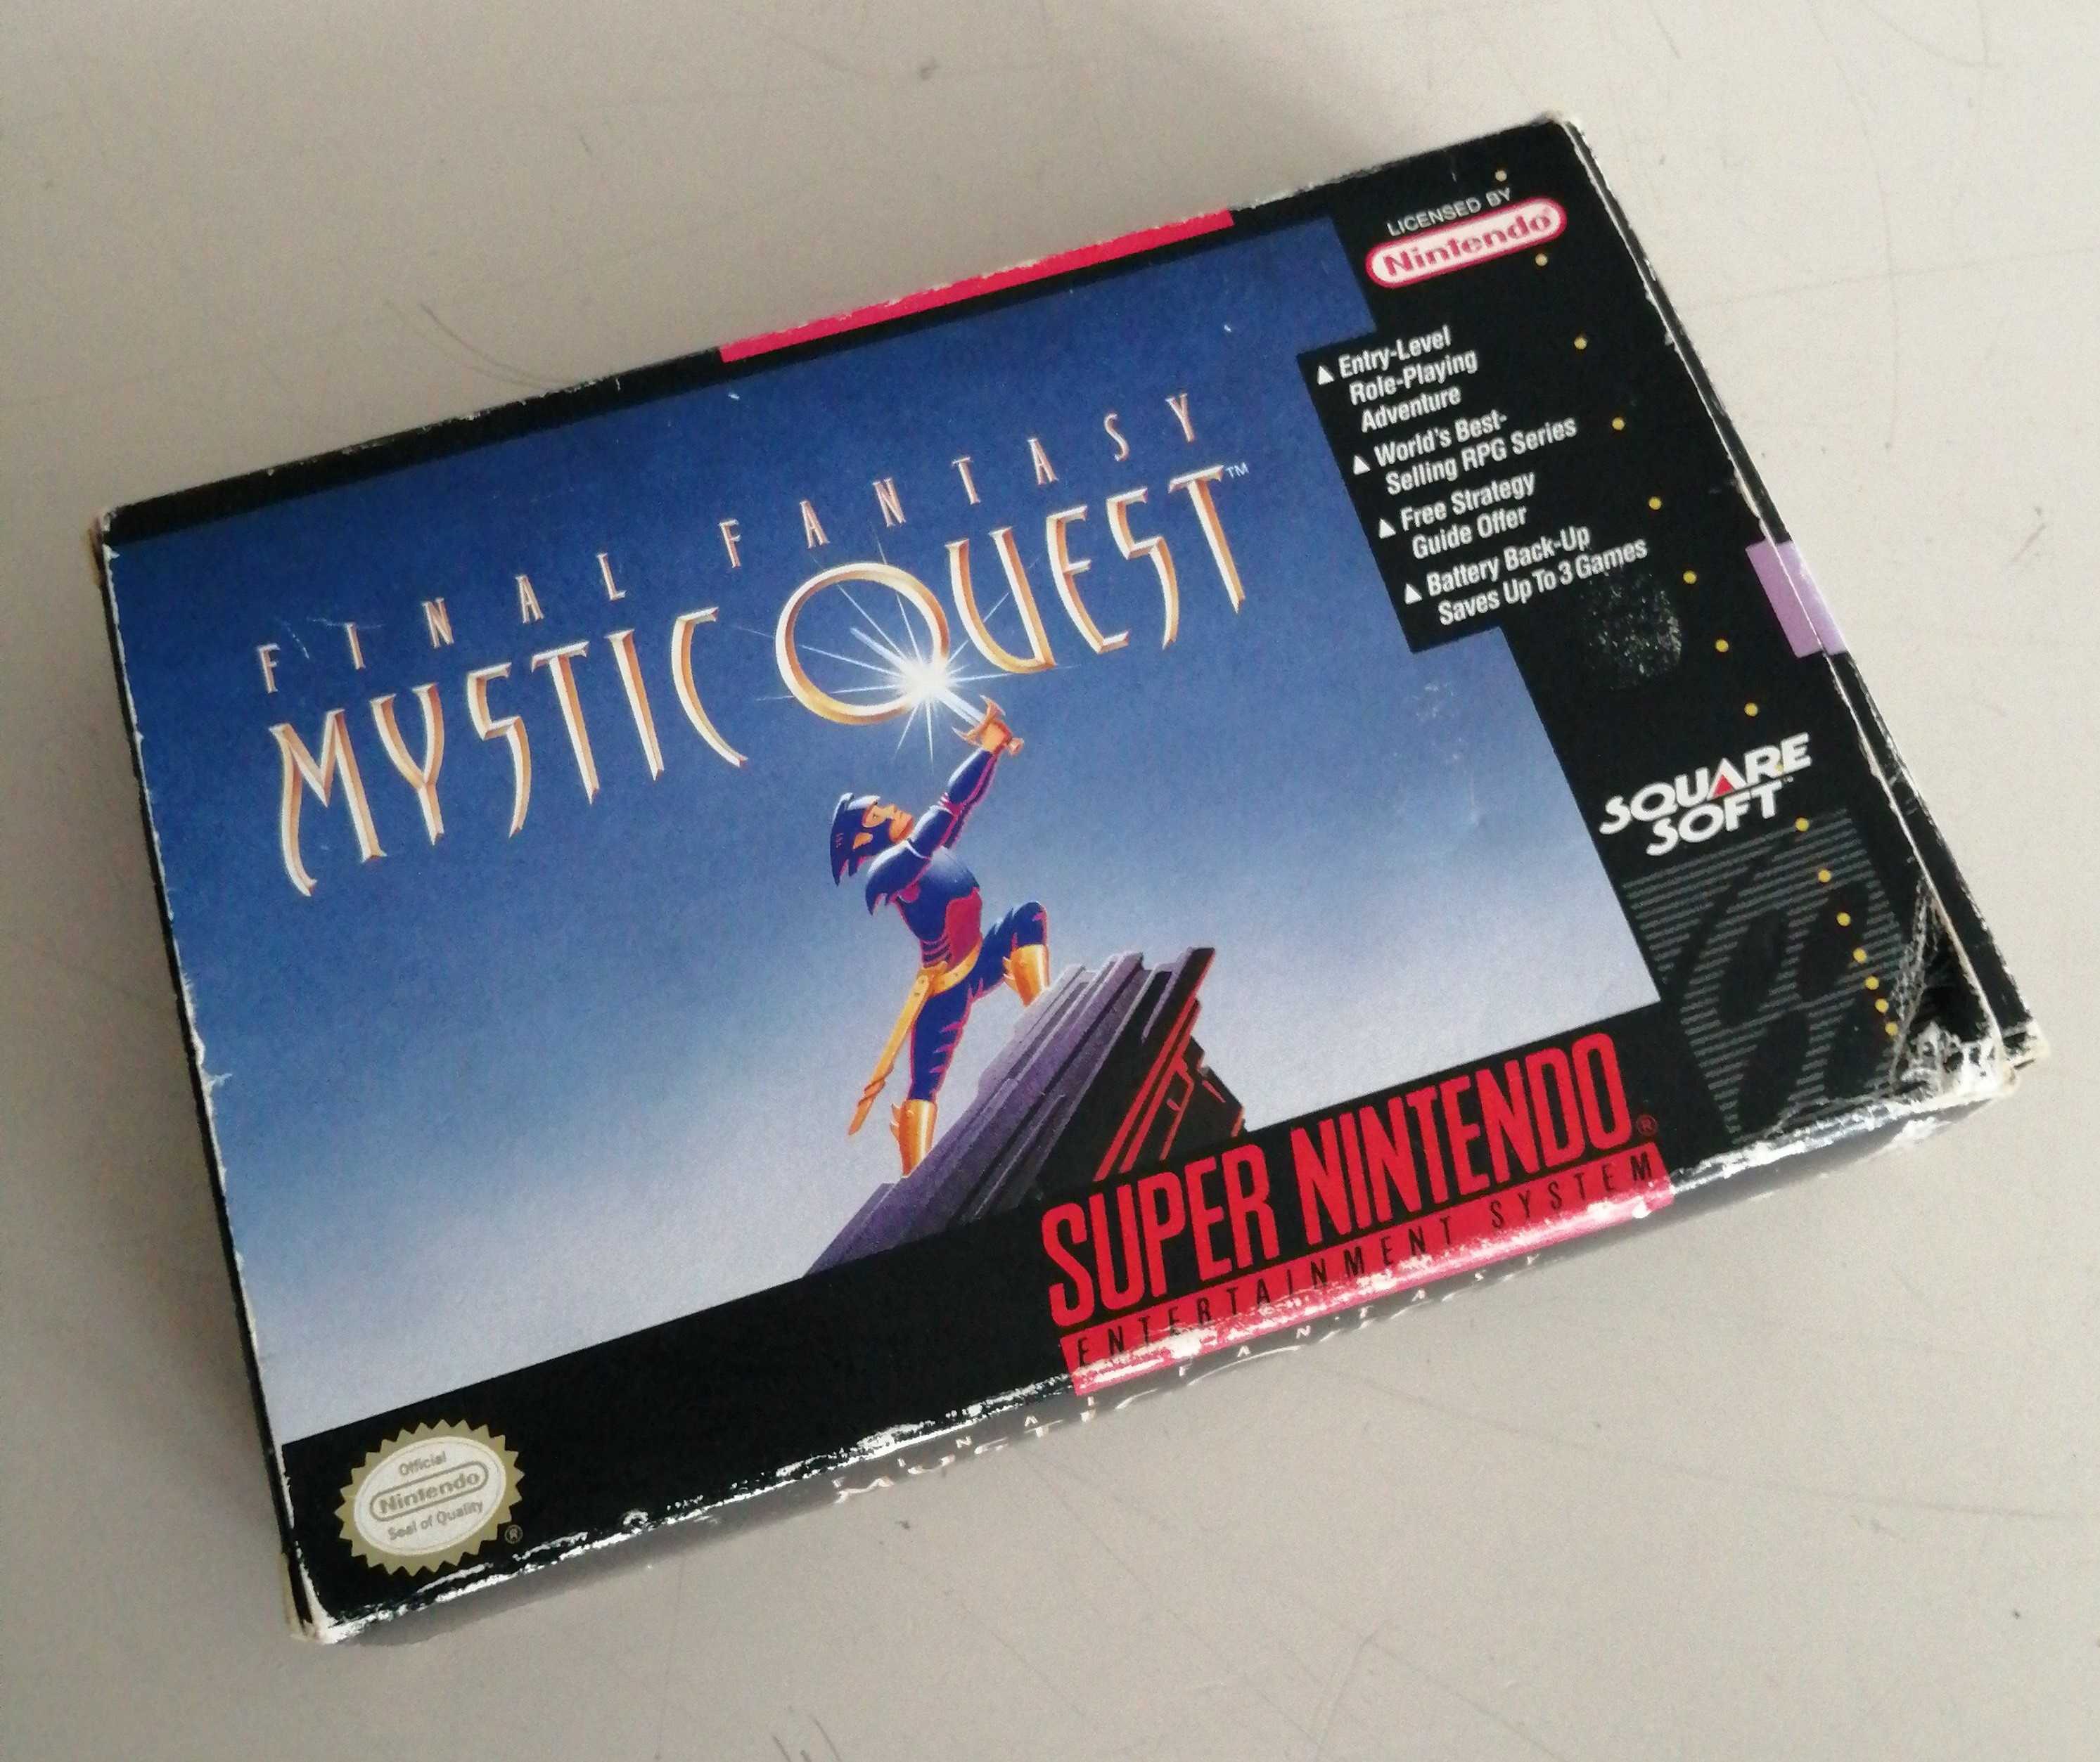 LICENSED BY
Nintendo®
▲ Entry-Level
Role-Playing
Adventure
▲ World's Best-
Selling RPG Series
▲ Free Strategy
Guide Offer
▲ Battery Back-Up
Saves Up To 3 Games
FINAL FANTASY
MYSTIC QUEST™
SQUARE
SOFT™
SUPER NINTENDO®
ENTERTAINMENT SYSTEM
Official
Nintendo
Seal of Quality
®